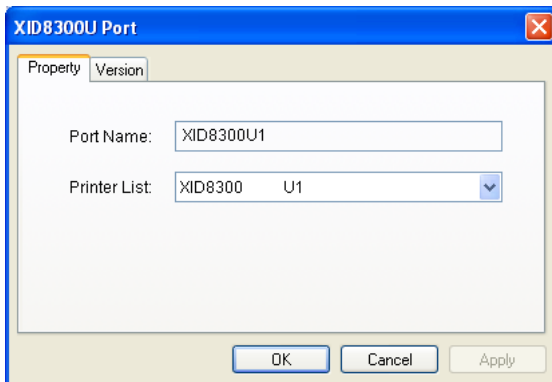 XID8300U Port
Property Version
Port Name: XID8300U1
Printer List: XID8300 U1
OK Cancel Apply